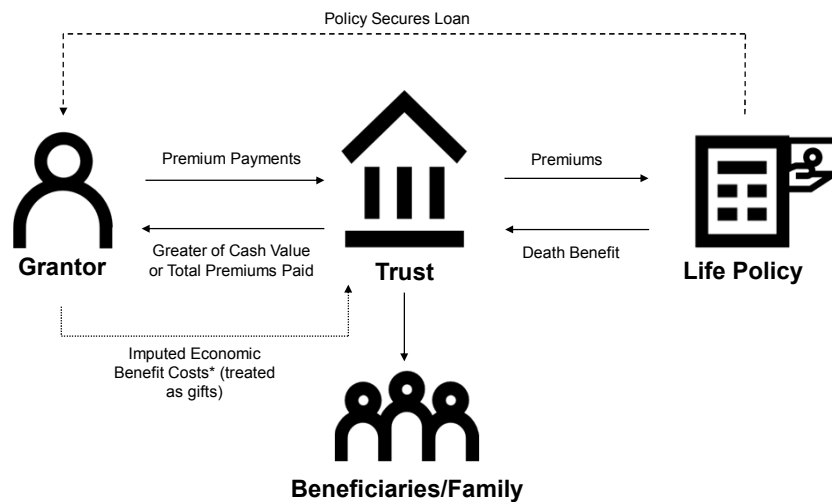 Policy Secures Loan
Premium Payments
Premiums
Greater of Cash Value
or Total Premiums Paid
Death Benefit
Grantor
Trust
Life Policy
Imputed Economic
Benefit Costs* (treated
as gifts)
Beneficiaries/Family